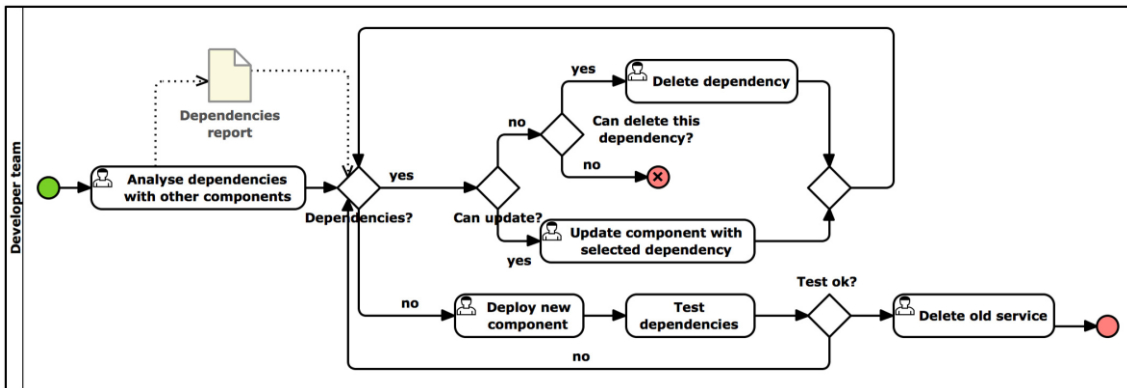 Developer team
Dependencies
report
Analyse dependencies
with other components
Dependencies?
yes
Can update?
no
yes
Delete dependency
Can delete this
dependency?
no
yes
Update component with
selected dependency
no
Deploy new
component
Test
dependencies
Test ok?
Delete old service
no